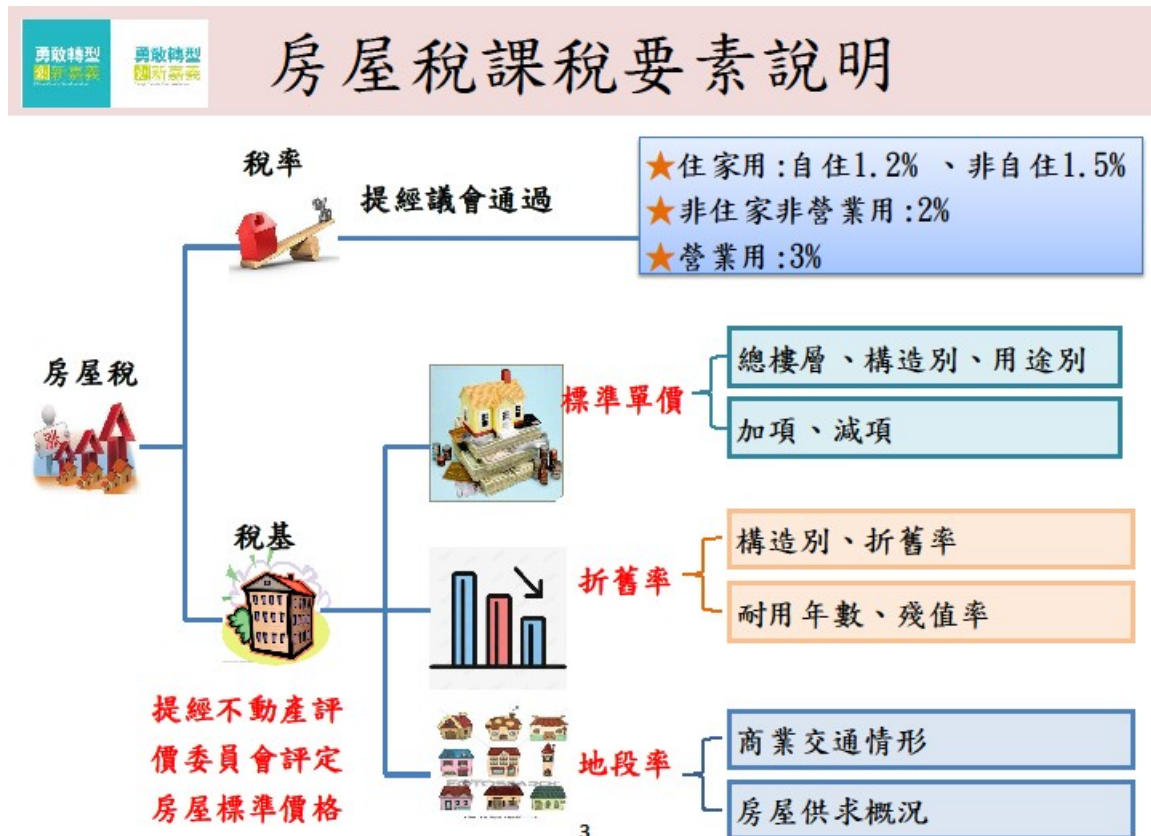 勇敢轉型
創新嘉義
勇敢轉型
創新嘉義
房屋稅課稅要素說明
稅率
提經議會通過
★住家用:自住1.2% 、非自住1.5%
★非住家非營業用:2%
★營業用:3%
房屋稅
標準單價
總樓層、構造別、用途別
加項、減項
稅基
折舊率
構造別、折舊率
耐用年數、殘值率
提經不動產評
價委員會評定
房屋標準價格
地段率
商業交通情形
房屋供求概況
3